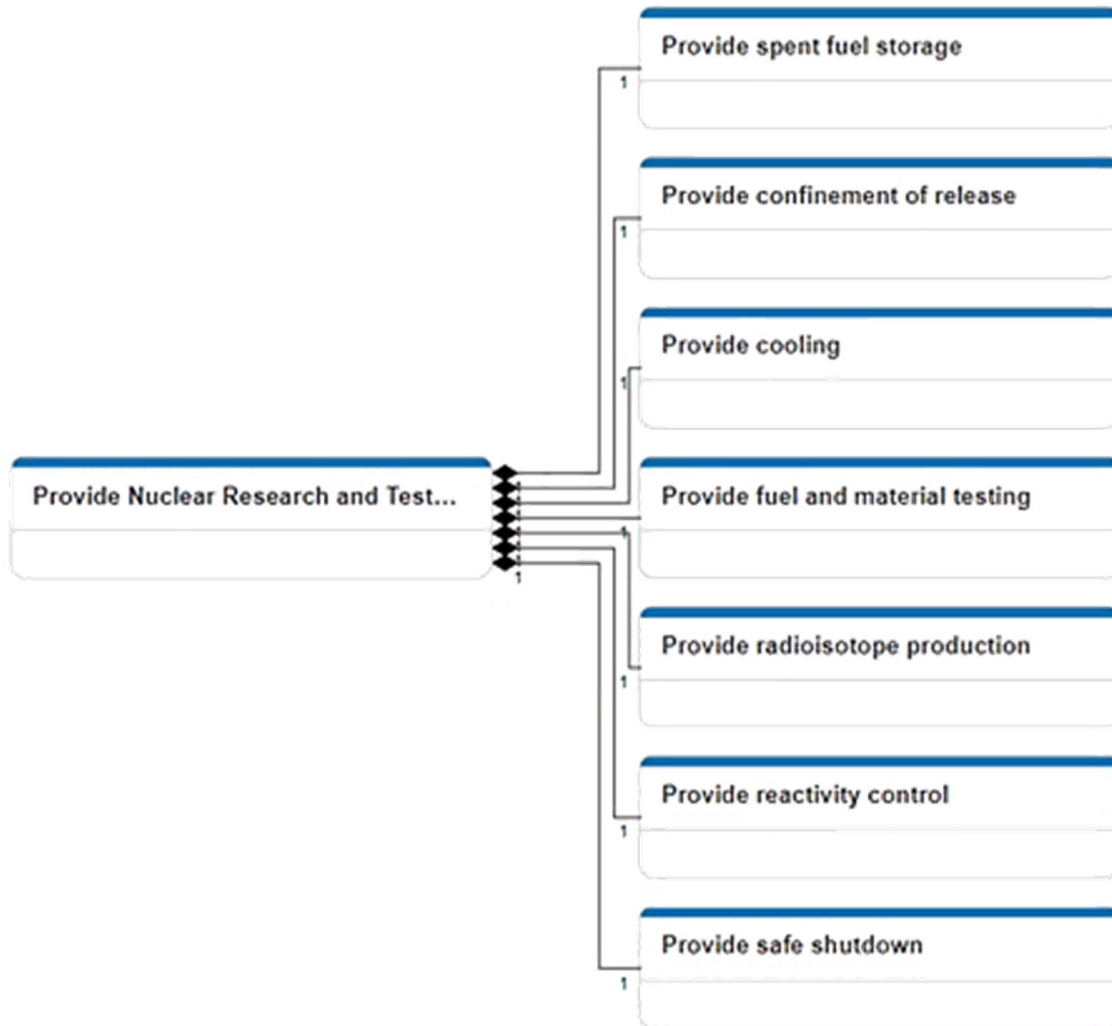 Provide spent fuel storage
1
Provide confinement of release
1
Provide cooling
1
Provide Nuclear Research and Test...
1
Provide fuel and material testing
1
Provide radioisotope production
1
Provide reactivity control
1
Provide safe shutdown
1